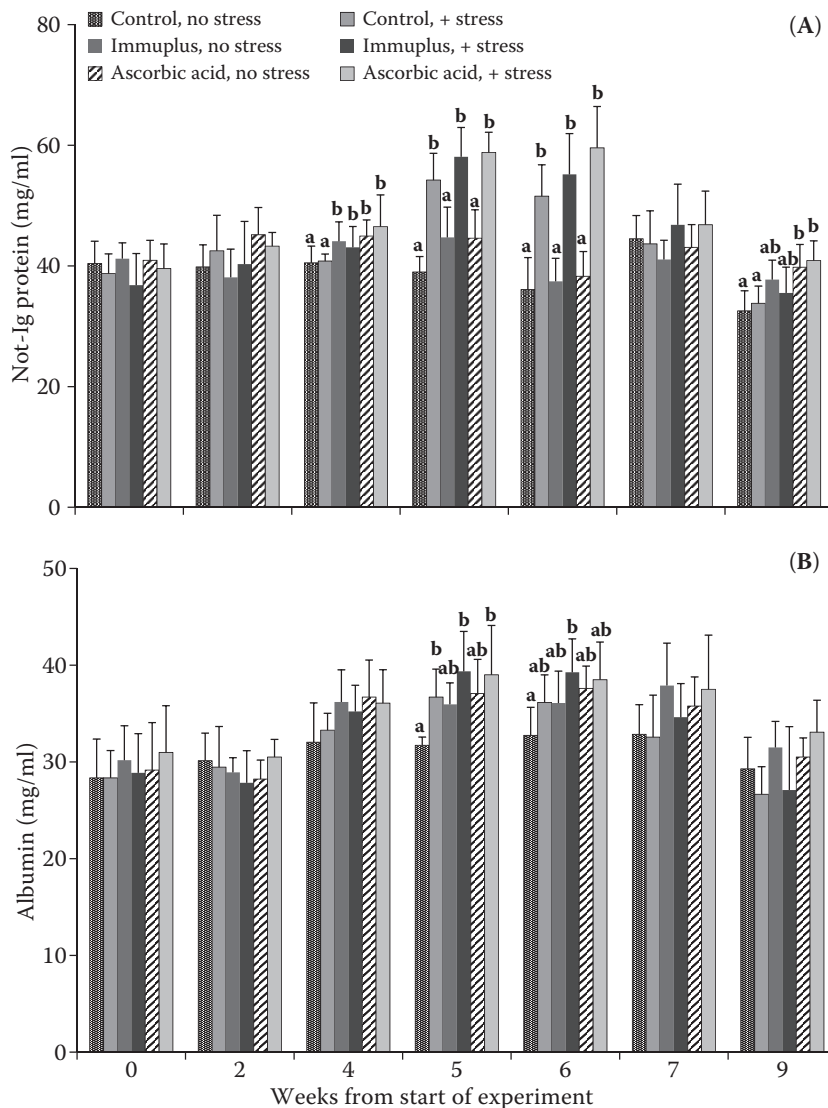 (A)
Control, no stress
Control, + stress
Immuplus, no stress
Immuplus, + stress
Ascorbic acid, no stress
Ascorbic acid, + stress
Not-Ig protein (mg/ml)
80
60
40
20
0
a a b b b b
a b a b a b
a b a b a b
a a ab ab b b
(B)
Albumin (mg/ml)
50
40
30
20
10
0
a b ab b ab b
a ab ab b ab ab
0 2 4 5 6 7 9
Weeks from start of experiment